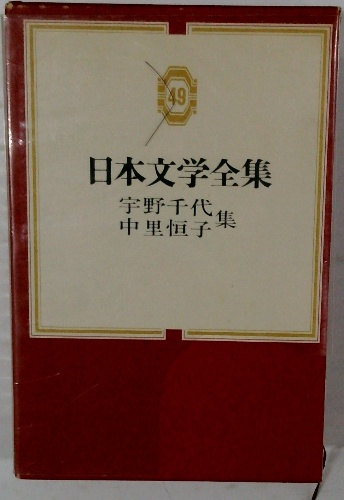 49
日本文学全集
宇野千代
中里恒子
集